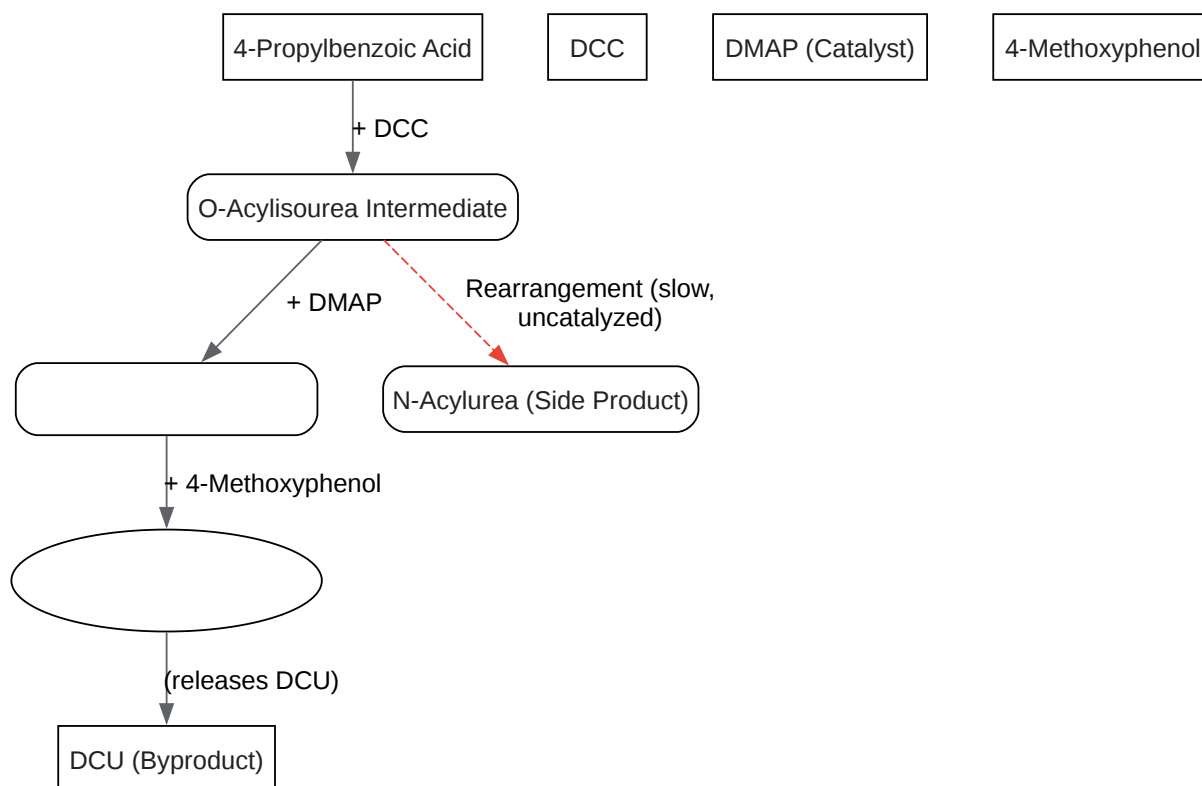 4-Propylbenzoic Acid
DCC
DMAP (Catalyst)
4-Methoxyphenol
+ DCC
O-Acylisourea Intermediate
+ DMAP
Rearrangement (slow,
uncatalyzed)
N-Acylurea (Side Product)
+ 4-Methoxyphenol
(releases DCU)
DCU (Byproduct)